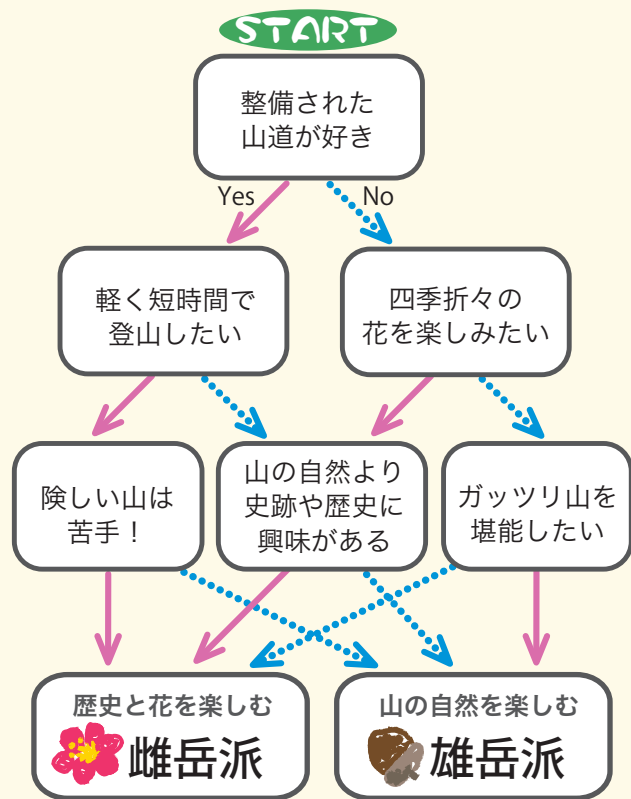 START
整備された
山道が好き
Yes
No
軽く短時間で
登山したい
四季折々の
花を楽しみたい
険しい山は
苦手！
山の自然より
史跡や歴史に
興味がある
ガッツリ山を
堪能したい
歴史と花を楽しむ
雌岳派
山の自然を楽しむ
雄岳派